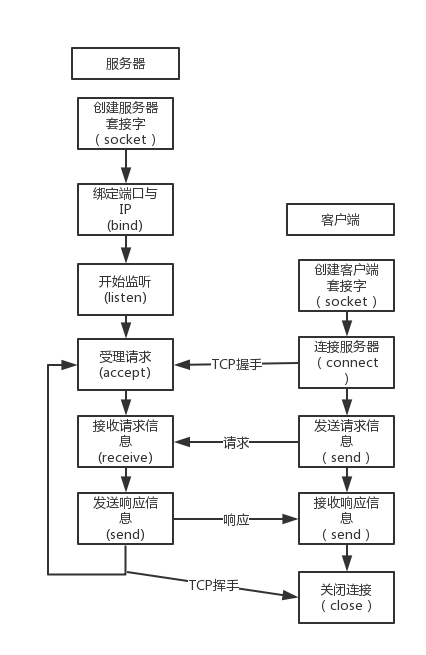 服务器
创建服务器
套接字
（socket）
绑定端口与
IP
(bind)
开始监听
(listen)
受理请求
(accept)
接收请求信
息
(receive)
发送响应信
息
(send)
TCP握手
请求
响应
TCP挥手
客户端
创建客户端
套接字
（socket）
连接服务器
（connect
）
发送请求信
息
（send）
接收响应信
息
（send）
关闭连接
（close）